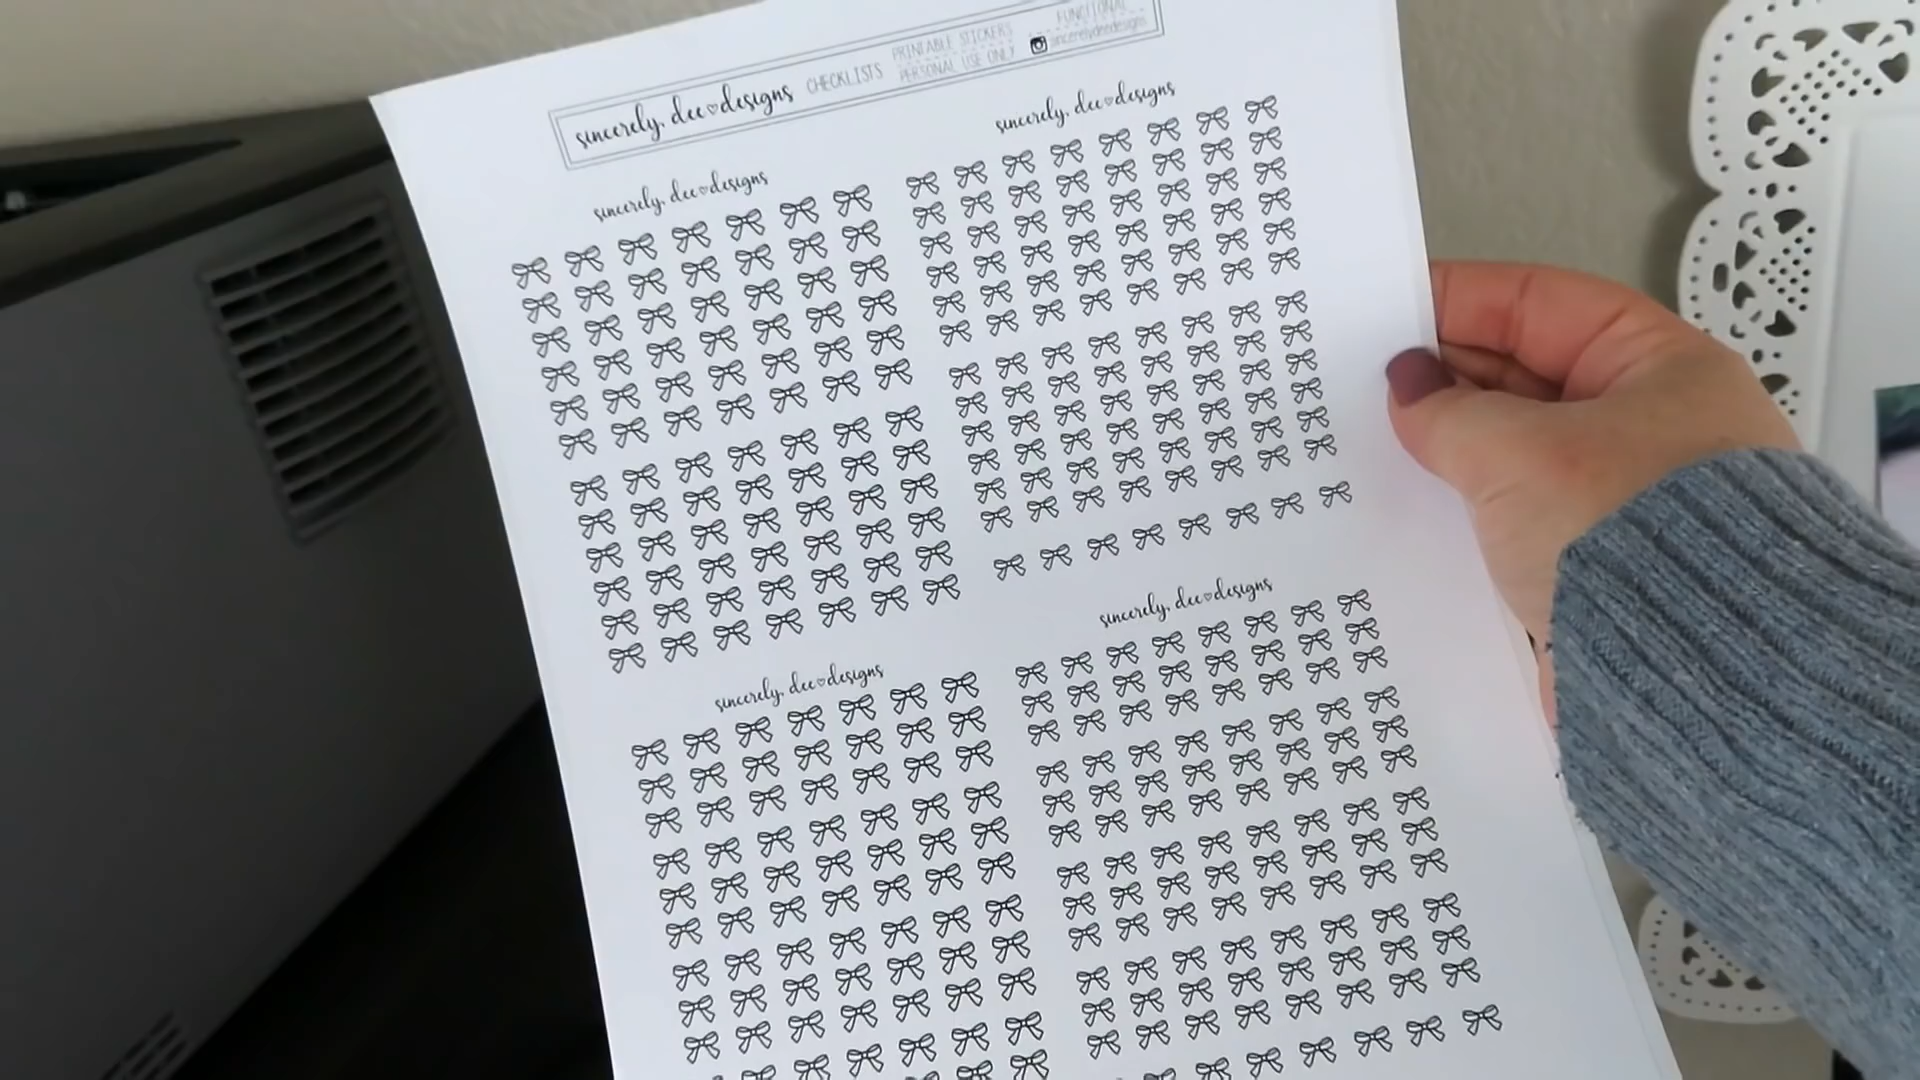 sincerely, dee♡designs CHECKLISTS
PRINTABLE STICKERS
PERSONAL USE ONLY
FUNCTIONAL
sincerelydeedesigns
sincerely, dee♡designs
sincerely, dee♡designs
sincerely, dee♡designs
sincerely, dee♡designs